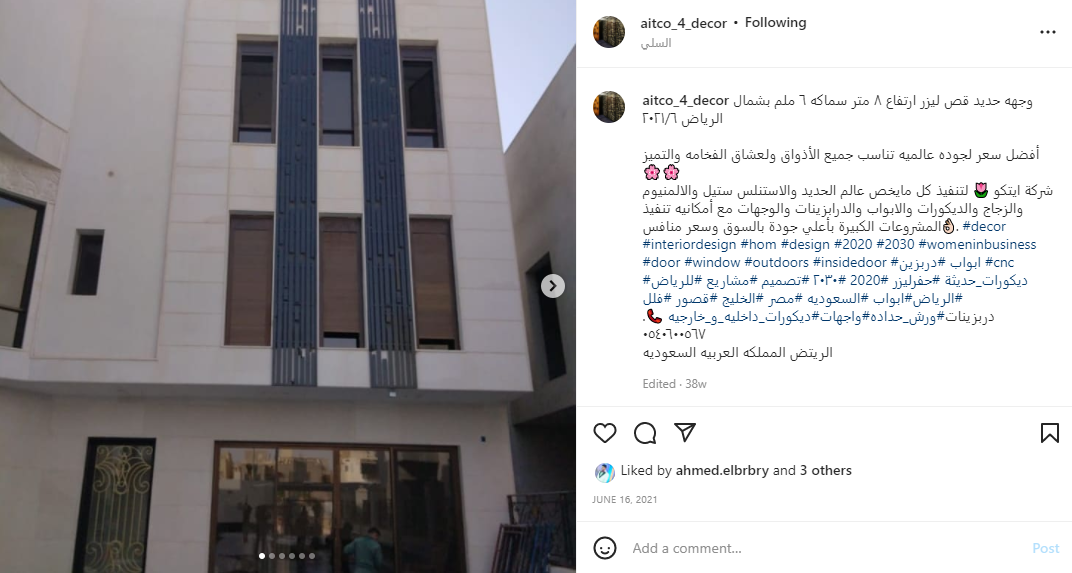 aitco_4_decor • Following
السلي
aitco_4_decor وجهه حديد قص ليزر ارتفاع ٨ متر سماكه ٦ ملم بشمال
الرياض ٢٠٢١/٦
أفضل سعر لجوده عالميه تناسب جميع الأذواق ولعشاق الفخامه والتميز
🌸🌸
شركة ايتكو 🌷 لتنفيذ كل مايخص عالم الحديد والاستنلس ستيل والالمنيوم
والزجاج والديكورات والابواب والدرابزينات والوجهات مع أمكانيه تنفيذ
المشروعات الكبيرة بأعلي جودة بالسوق وسعر منافس👌🏽. #decor
#interiordesign #hom #design #2020 #2030 #womeninbusiness
#door #window #outdoors #insidedoor #ابواب #دربزين #cnc
#ديكورات_حديثة #حفرليزر #2020 #٢٠٣٠ #تصميم #مشاريع #للرياض
#الرياض#ابواب #السعوديه #مصر #الخليج #قصور #فلل
دربزينات#ورش_حداده#واجهات#ديكورات_داخليه_و_خارجيه 📞.
٠٥٤٠٦٠٠٥٦٧
الريتض المملكه العربيه السعوديه
Edited · 38w
Liked by ahmed.elbrbry and 3 others
JUNE 16, 2021
Add a comment...
Post